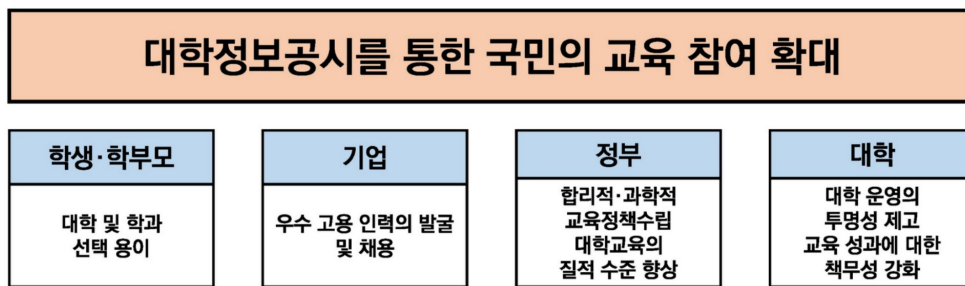 대학정보공시를 통한 국민의 교육 참여 확대
학생·학부모
대학 및 학과
선택 용이
기업
우수 고용 인력의 발굴
및 채용
정부
합리적·과학적
교육정책수립
대학교육의
질적 수준 향상
대학
대학 운영의
투명성 제고
교육 성과에 대한
책무성 강화